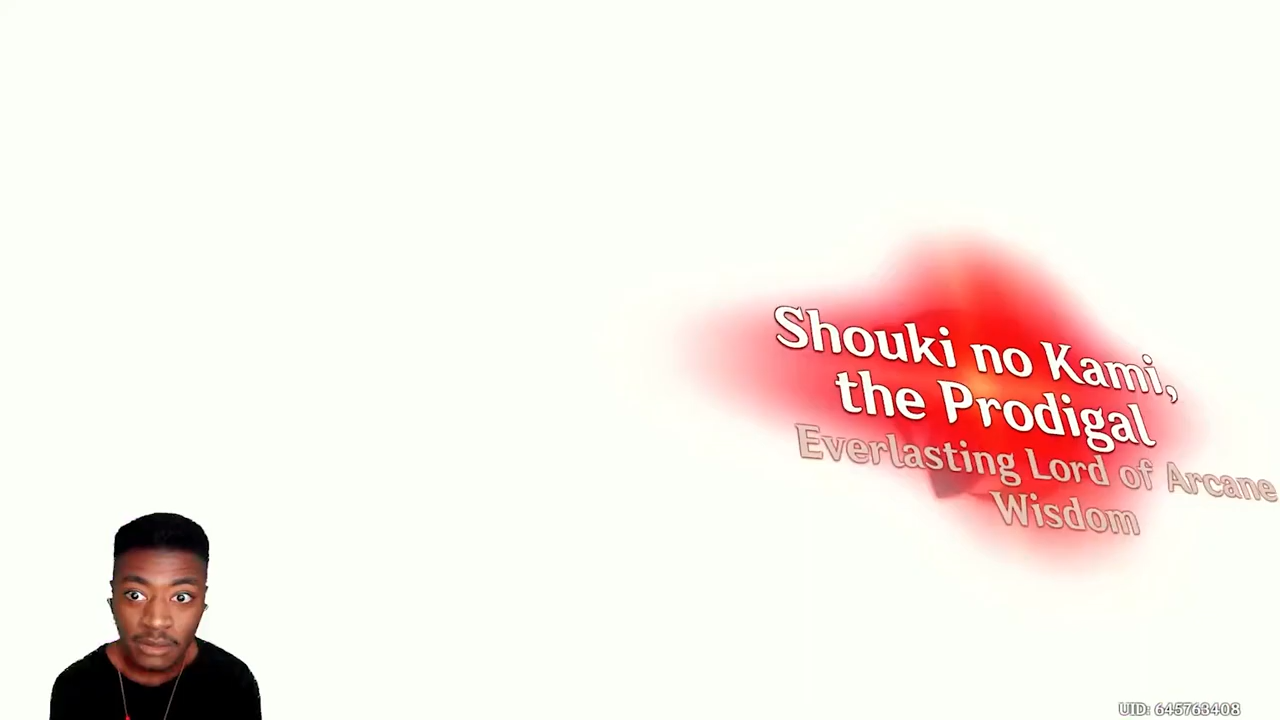 Shouki no Kami,
the Prodigal
Everlasting Lord of Arcane
Wisdom
UID: 645763408